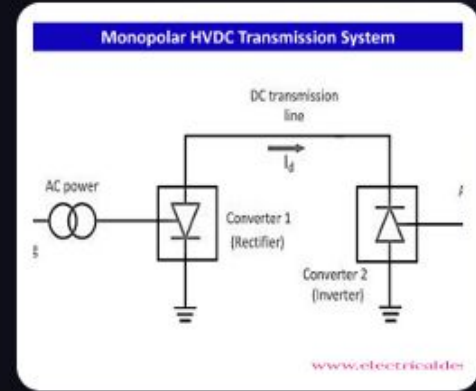 Monopolar HVDC Transmission System
DC transmission
line
I_d
AC power
Converter 1
(Rectifier)
Converter 2
(Inverter)
www.electricalde